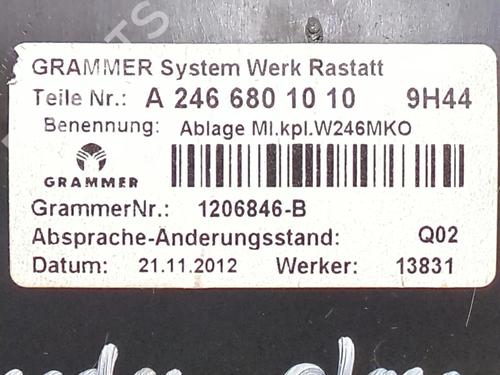 GRAMMER System Werk Rastatt
Teile Nr.: A 246 680 10 10 9H44
Benennung: Ablage Ml.kpl.W246MKO
GRAMMER
GrammerNr.: 1206846-B
Absprache-Änderungsstand: Q02
Datum: 21.11.2012 Werker: 13831